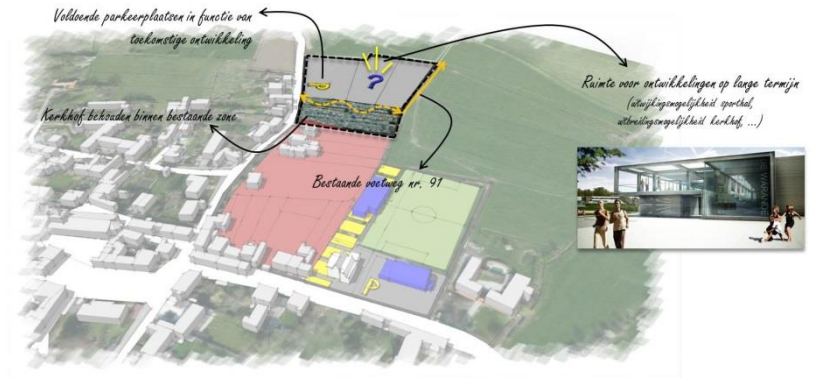 Voldoende parkeerplaatsen in functie van
toekomstige ontwikkeling
Ruimte voor ontwikkelingen op lange termijn
(uitwijkingsmogelijkheid sporthal,
uitbreidingsmogelijkheid kerkhof, ...)
Kerkhof behouden binnen bestaande zone
Bestaande voetweg nr. 91
P
?
P
WARANDE